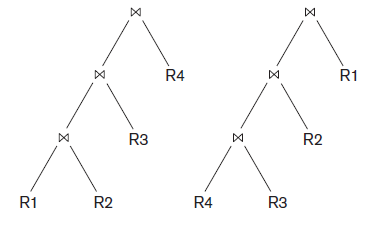 ⋈ ⋈
⋈ R4 ⋈ R1
⋈ R3 ⋈ R2
R1 R2 R4 R3